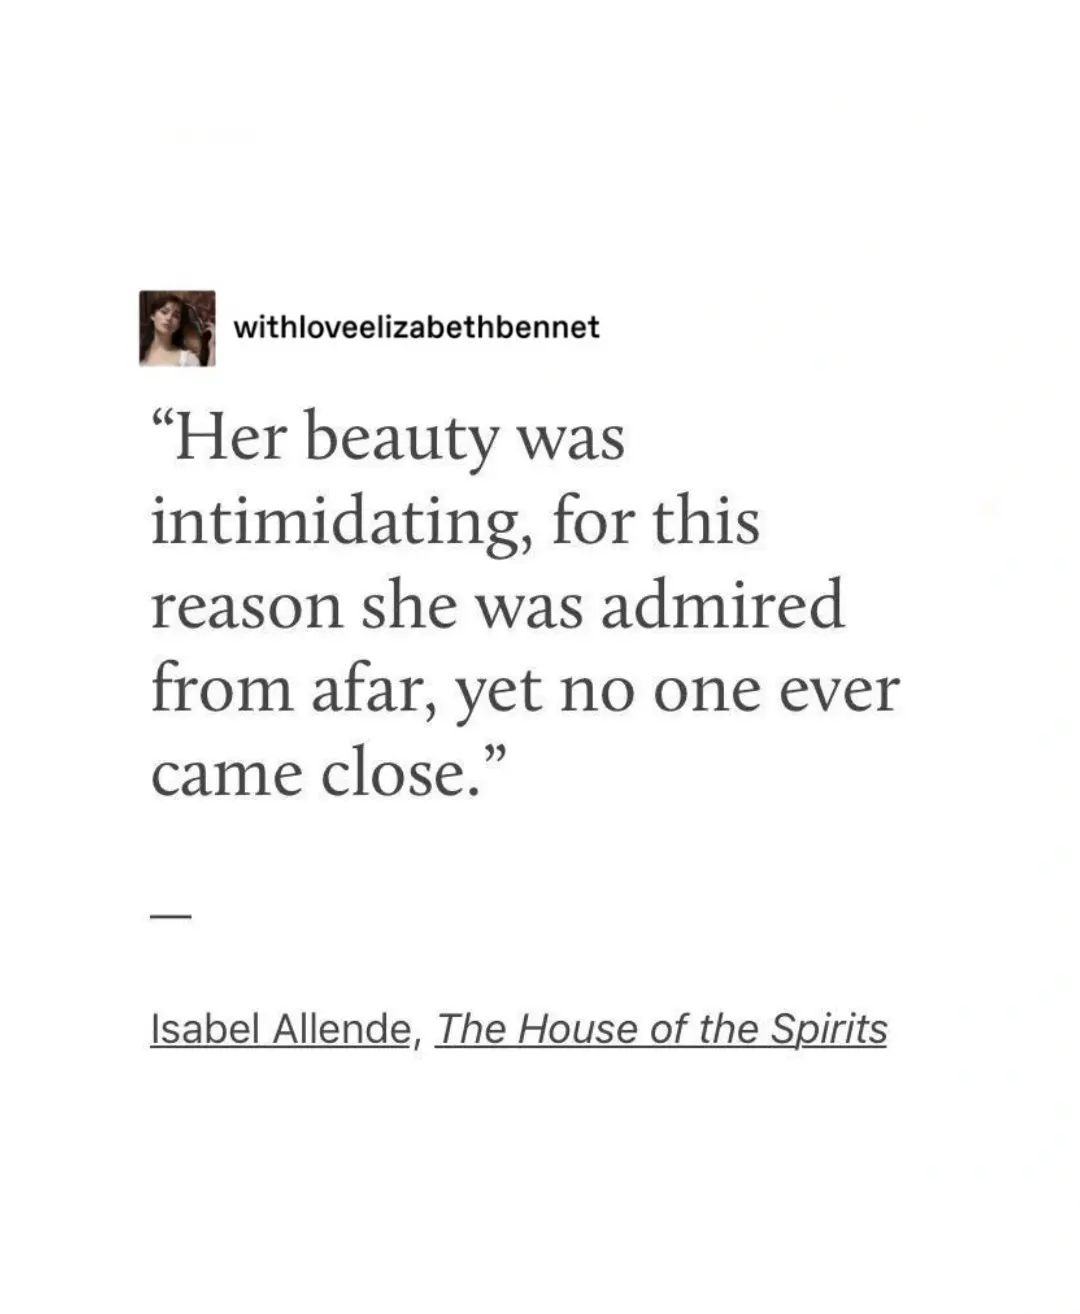 withloveelizabethbennet
“Her beauty was
intimidating, for this
reason she was admired
from afar, yet no one ever
came close.”
—
Isabel Allende, The House of the Spirits